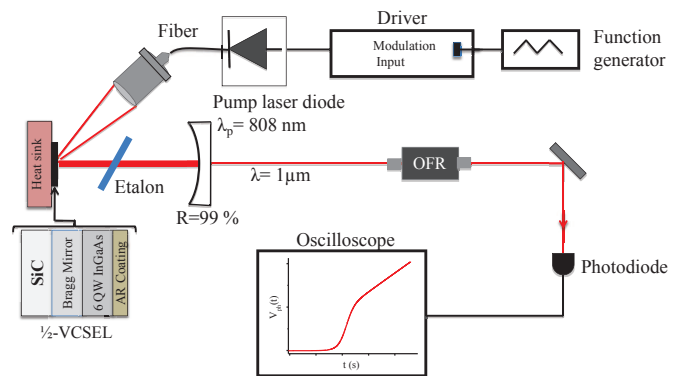 Driver
Fiber
Modulation
Input
Function
generator
Pump laser diode
λp = 808 nm
Heat sink
Etalon
OFR
λ= 1µm
R=99 %
Oscilloscope
Photodiode
SiC
Bragg Mirror
6 QW InGaAs
AR Coating
Vph(t)
t (s)
½-VCSEL